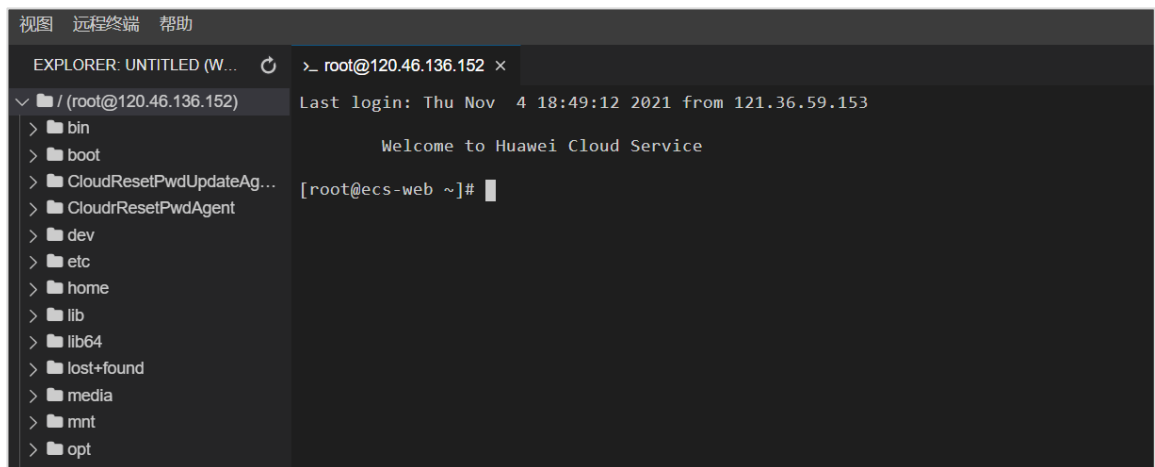 视图 远程终端 帮助
EXPLORER: UNTITLED (W...
/ (root@120.46.136.152)
bin
boot
CloudResetPwdUpdateAg...
CloudrResetPwdAgent
dev
etc
home
lib
lib64
lost+found
media
mnt
opt
>_ root@120.46.136.152 ×
Last login: Thu Nov  4 18:49:12 2021 from 121.36.59.153
Welcome to Huawei Cloud Service
[root@ecs-web ~]#